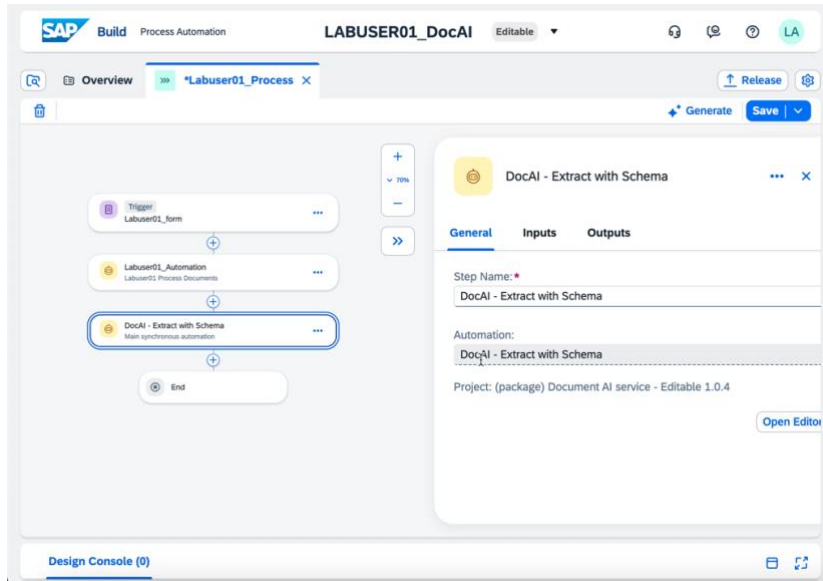 SAP Build Process Automation LABUSER01_DocAI Editable LA
Overview *Labuser01_Process Release
Generate Save
70%
Trigger
Labuser01_form
Labuser01_Automation
Labuser01 Process Documents
DocAI - Extract with Schema
Main synchronous automation
End
DocAI - Extract with Schema
General Inputs Outputs
Step Name:*
DocAI - Extract with Schema
Automation:
DocAI - Extract with Schema
Project: (package) Document AI service - Editable 1.0.4
Open Editor
Design Console (0)